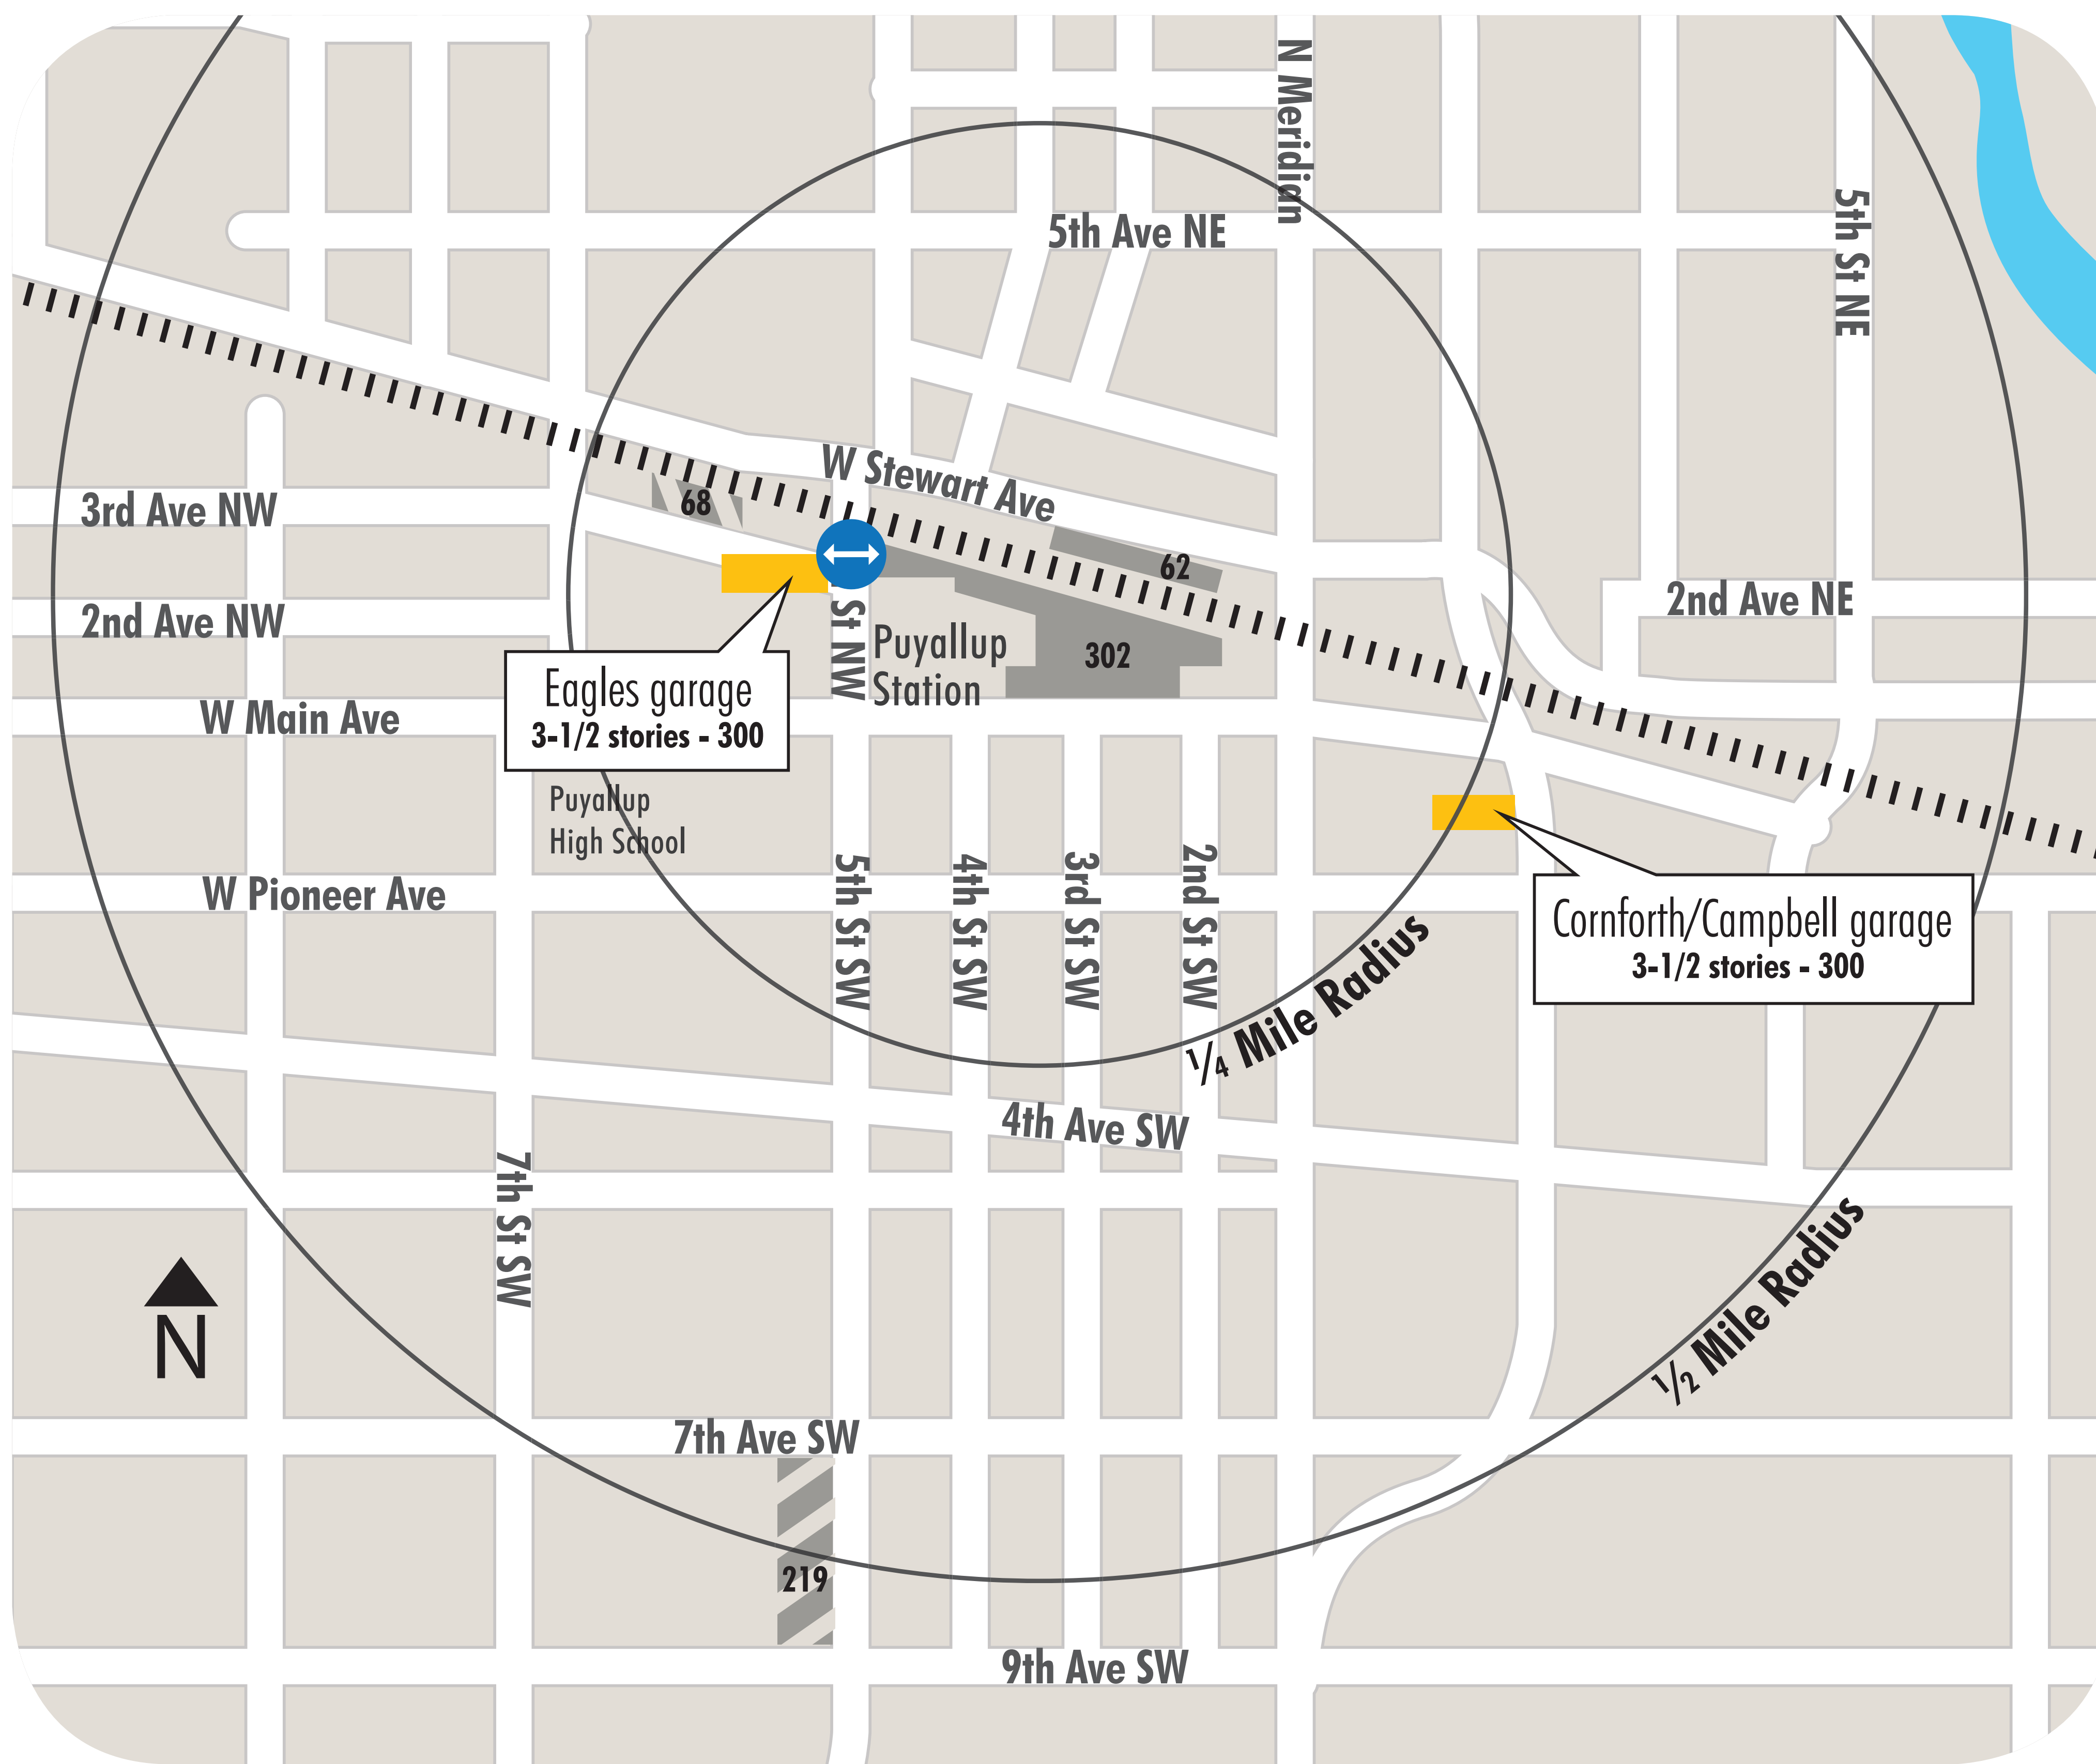 N Meridian
5th Ave NE
5th St NE
W Stewart Ave
3rd Ave NW
68
62
2nd Ave NE
2nd Ave NW
St NW
Puyallup
Station
302
Eagles garage
3-1/2 stories - 300
W Main Ave
Puyallup
High School
W Pioneer Ave
5th St SW
4th St SW
3rd St SW
2nd St SW
Cornforth/Campbell garage
3-1/2 stories - 300
1/4 Mile Radius
4th Ave SW
7th St SW
1/2 Mile Radius
N
7th Ave SW
219
9th Ave SW